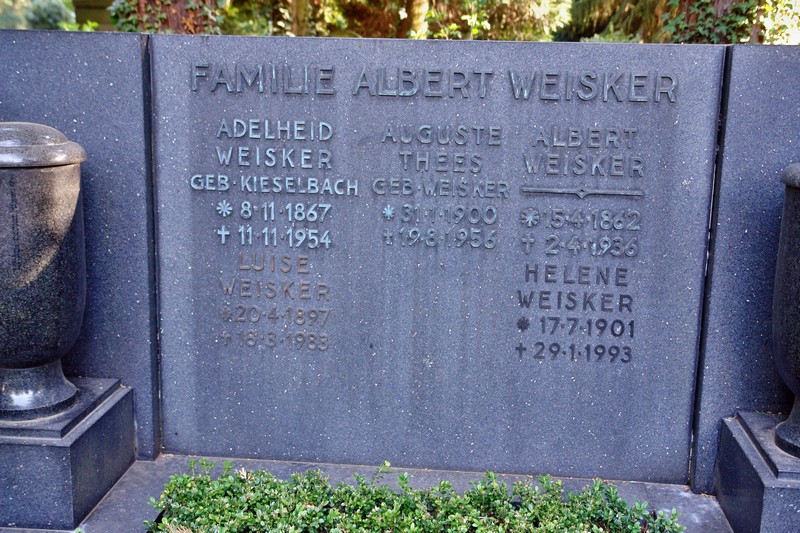 FAMILIE ALBERT WEISKER
ADELHEID
WEISKER
GEB·KIESELBACH
* 8·11·1867
† 11·11·1954
LUISE
WEISKER
*20·4·1897
† 18·3·1983
AUGUSTE
THEES
GEB·WEISKER
* 31·1·1900
†19·8·1956
ALBERT
WEISKER
*15·4·1862
† 2·4·1936
HELENE
WEISKER
* 17·7·1901
† 29·1·1993